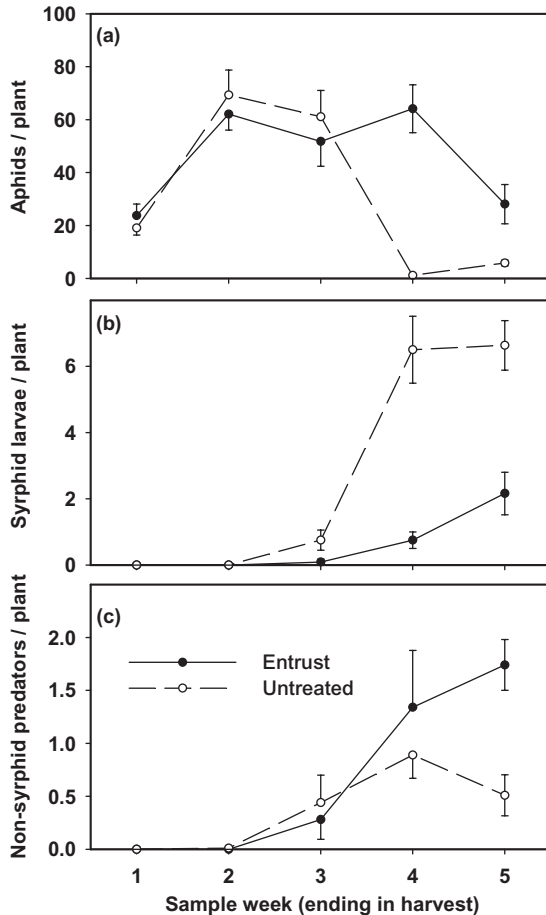 100
(a)
80
60
40
20
0
Aphids / plant
(b)
6
4
2
0
Syrphid larvae / plant
(c)
2.0
1.5
1.0
0.5
0.0
Non-syrphid predators / plant
Entrust
Untreated
1 2 3 4 5
Sample week (ending in harvest)